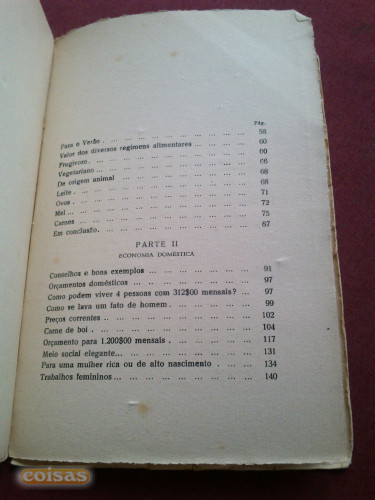 Pág.
Para o Verão . ... ... ... ... ... ... ... ... ... 58
Valor dos diversos regimens alimentares ... ... ... ... 60
Frugívoro. ... ... ... ... ... ... ... ... ... 60
Vegetariano ... ... ... ... ... ... ... ... ... 66
De origem animal ... ... ... ... ... ... ... ... 68
Leite . ... ... ... ... ... ... ... ... ... ... 68
Ovos . ... ... ... ... ... ... ... ... ... ... 71
Mel ... ... ... ... ... ... ... ... ... ... ... 72
Carnes ... ... ... ... ... ... ... ... ... ... 75
Em conclusão. ... ... ... ... ... ... ... ... ... 67
PARTE II
ECONOMIA DOMÉSTICA
Conselhos e bons exemplos ... ... ... ... ... ... 91
Orçamentos domésticos ... ... ... ... ... ... ... 97
Como podem viver 4 pessoas com 312$00 mensais? ... ... 97
Como se lava um fato de homem. ... ... ... ... ... 99
Preços correntes . ... ... ... ... ... ... ... ... 102
Carne de boi . ... ... ... ... ... ... ... ... ... 104
Orçamento para 1.200$00 mensais . ... ... ... ... ... 117
Meio social elegante... ... ... ... ... ... ... ... 131
Para uma mulher rica ou de alto nascimento . ... ... ... 134
Trabalhos femininos ... ... ... ... ... ... ... ... 140
coisas